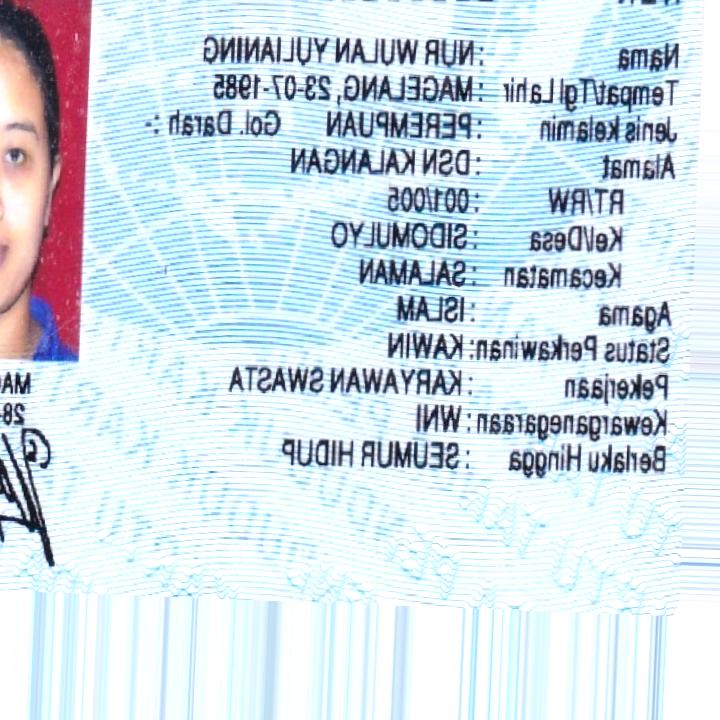 Nama : NUR WULAN YULIANING
Tempat/Tgl Lahir : MAGELANG, 23-07-1985
Jenis kelamin : PEREMPUAN Gol. Darah :-
Alamat : DSN KALANGAN
RT/RW : 001/005
Kel/Desa : SIDOMULYO
Kecamatan : SALAMAN
Agama : ISLAM
Status Perkawinan: KAWIN
Pekerjaan : KARYAWAN SWASTA
Kewarganegaraan: WNI
Berlaku Hingga : SEUMUR HIDUP
MA
28-